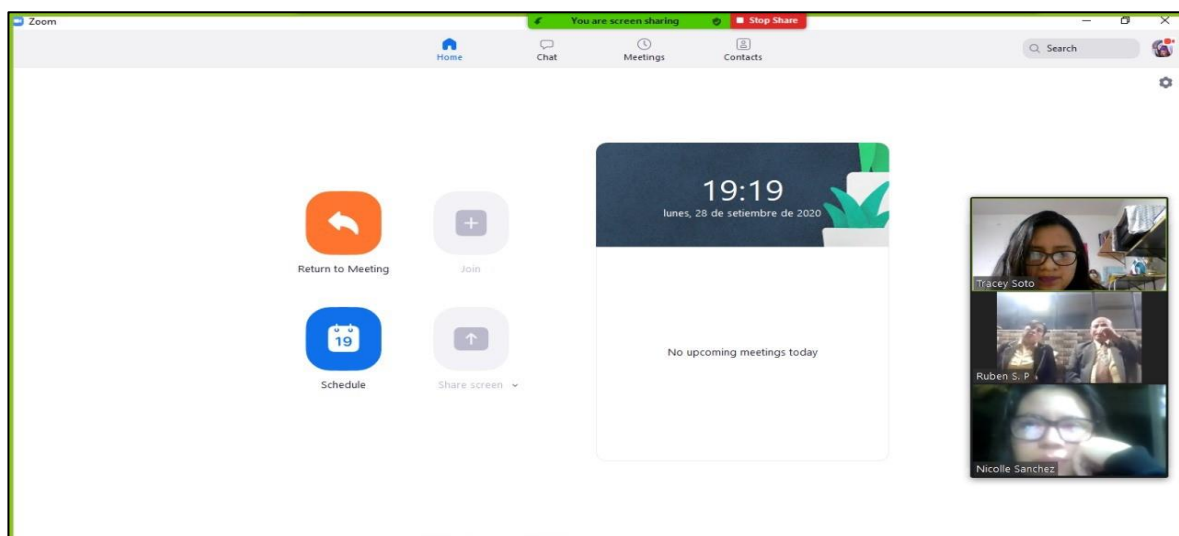 Zoom
You are screen sharing
Stop Share
Home
Chat
Meetings
Contacts
Search
19:19
lunes, 28 de setiembre de 2020
Return to Meeting
Join
19
Schedule
Share screen
No upcoming meetings today
Tracey Soto
Ruben S. P
Nicolle Sanchez